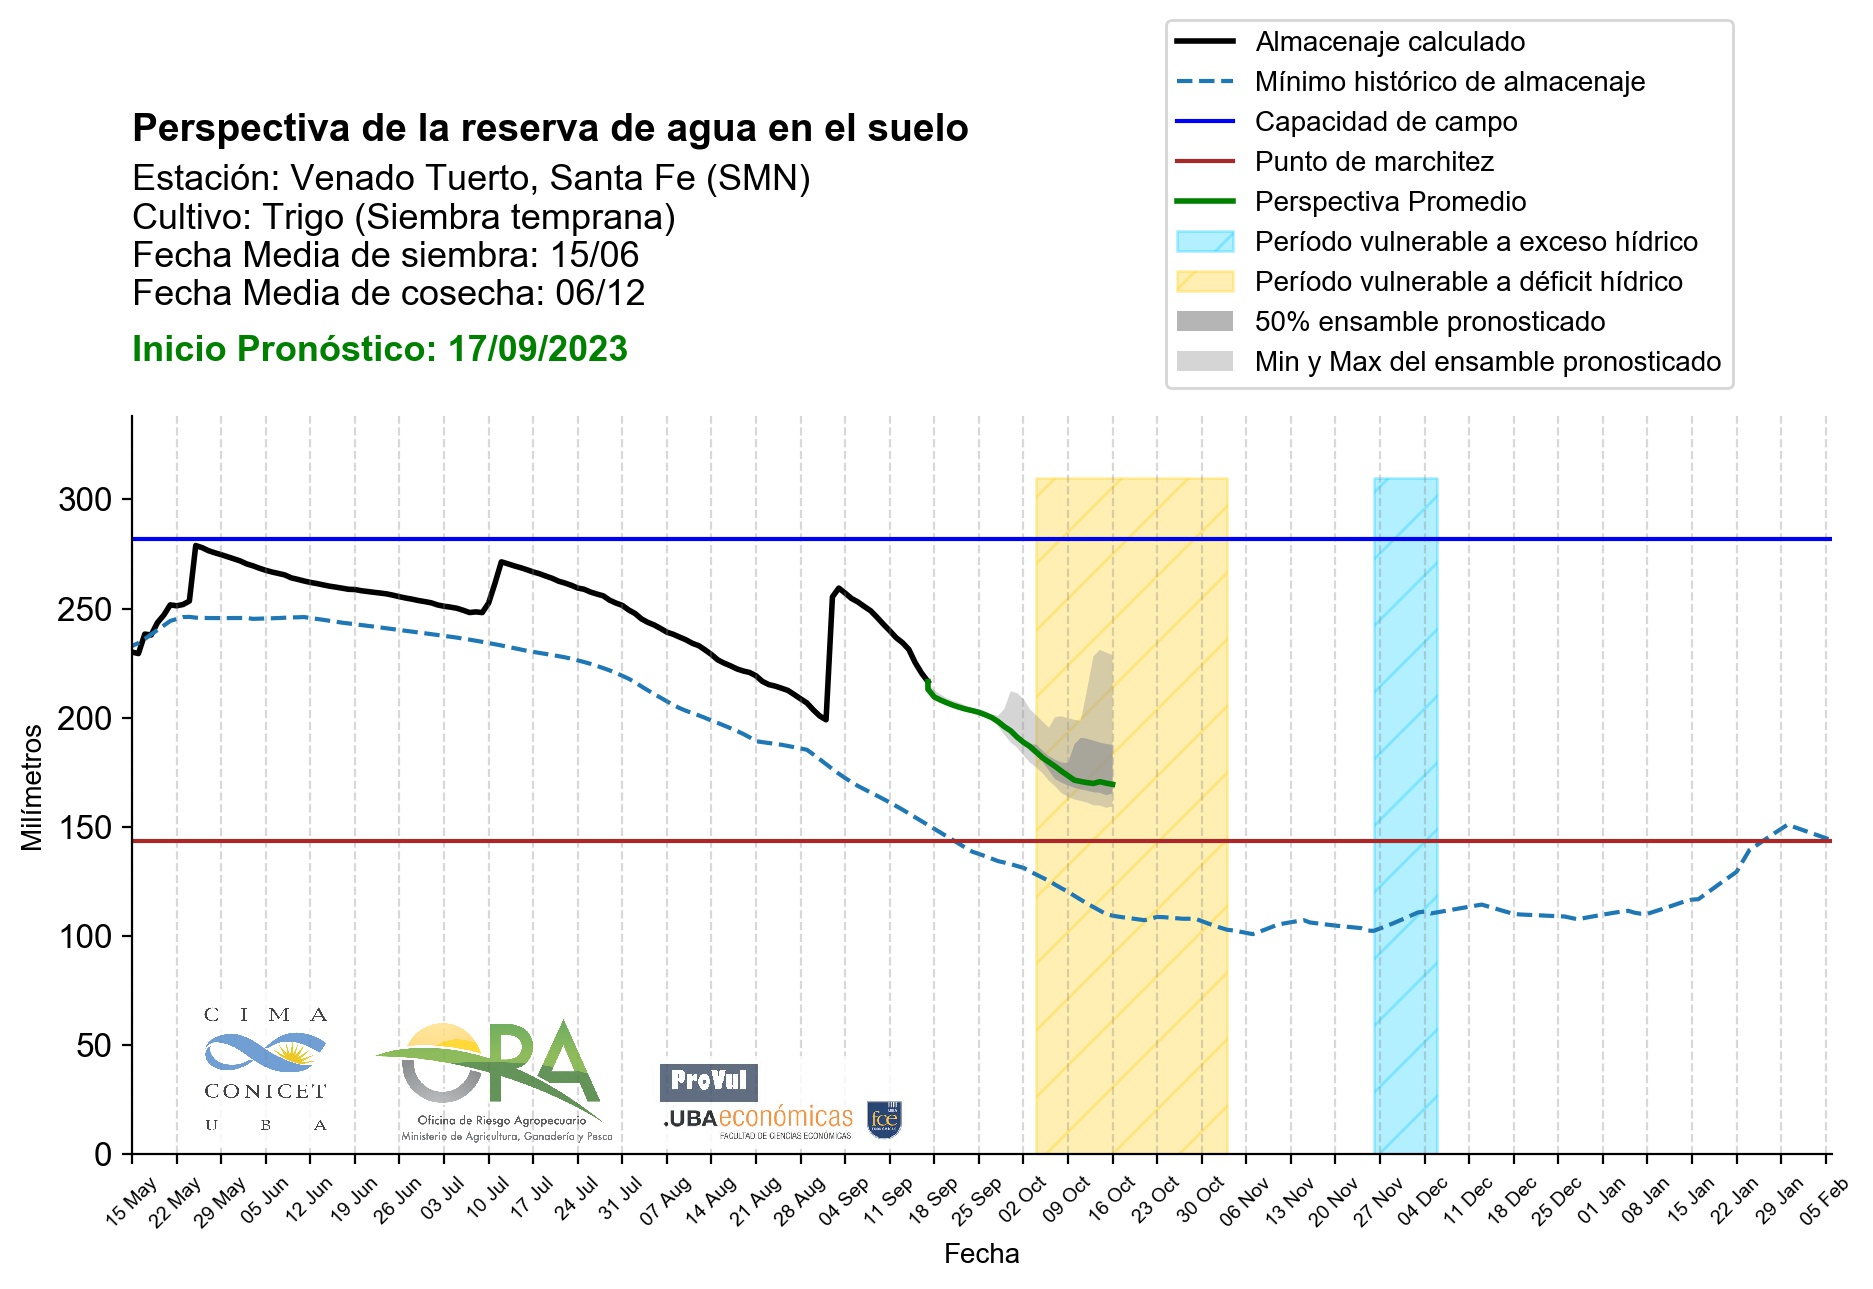 Almacenaje calculado
Mínimo histórico de almacenaje
Capacidad de campo
Punto de marchitez
Perspectiva Promedio
Período vulnerable a exceso hídrico
Período vulnerable a déficit hídrico
50% ensamble pronosticado
Min y Max del ensamble pronosticado
Perspectiva de la reserva de agua en el suelo
Estación: Venado Tuerto, Santa Fe (SMN)
Cultivo: Trigo (Siembra temprana)
Fecha Media de siembra: 15/06
Fecha Media de cosecha: 06/12
Inicio Pronóstico: 17/09/2023
Milímetros
300
250
200
150
100
50
0
CIMA
CONICET
UBA
ORA
Oficina de Riesgo Agropecuario
Ministerio de Agricultura, Ganadería y Pesca
ProVul
.UBAeconómicas
FACULTAD DE CIENCIAS ECONÓMICAS
UBA
fce
ECONÓMICAS
15 May 22 May 29 May 05 Jun 12 Jun 19 Jun 26 Jun 03 Jul 10 Jul 17 Jul 24 Jul 31 Jul 07 Aug 14 Aug 21 Aug 28 Aug 04 Sep 11 Sep 18 Sep 25 Sep 02 Oct 09 Oct 16 Oct 23 Oct 30 Oct 06 Nov 13 Nov 20 Nov 27 Nov 04 Dec 11 Dec 18 Dec 25 Dec 01 Jan 08 Jan 15 Jan 22 Jan 29 Jan 05 Feb
Fecha